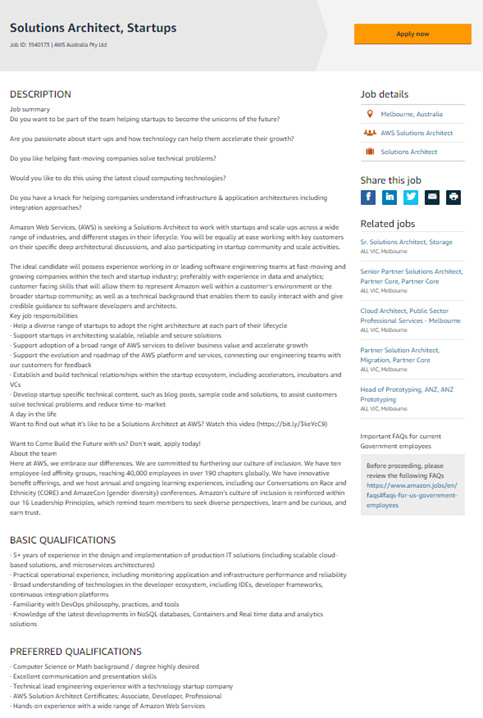 Solutions Architect, Startups
Job ID: 1940173 | AWS Australia Pty Ltd
Apply now
DESCRIPTION
Job summary
Do you want to be part of the team helping startups to become the unicorns of the future?
Are you passionate about start-ups and how technology can help them accelerate their growth?
Do you like helping fast-moving companies solve technical problems?
Would you like to do this using the latest cloud computing technologies?
Do you have a knack for helping companies understand infrastructure & application architectures including
integration approaches?
Amazon Web Services, (AWS) is seeking a Solutions Architect to work with startups and scale-ups across a wide
range of industries, and different stages in their lifecycle. You will be equally at ease working with key customers
on their specific deep architectural discussions, and also participating in startup community and scale activities.
The ideal candidate will possess experience working in or leading software engineering teams at fast-moving and
growing companies within the tech and startup industry; preferably with experience in data and analytics;
customer facing skills that will allow them to represent Amazon well within a customer's environment or the
broader startup community; as well as a technical background that enables them to easily interact with and give
credible guidance to software developers and architects.
Key job responsibilities
· Help a diverse range of startups to adopt the right architecture at each part of their lifecycle
· Support startups in architecting scalable, reliable and secure solutions
· Support adoption of a broad range of AWS services to deliver business value and accelerate growth
· Support the evolution and roadmap of the AWS platform and services, connecting our engineering teams with
our customers for feedback
· Establish and build technical relationships within the startup ecosystem, including accelerators, incubators and
VCs
· Develop startup specific technical content, such as blog posts, sample code and solutions, to assist customers
solve technical problems and reduce time-to-market
A day in the life
Want to find out what it's like to be a Solutions Architect at AWS? Watch this video (https://bit.ly/3keYcC9)
Want to Come Build the Future with us? Don't wait, apply today!
About the team
Here at AWS, we embrace our differences. We are committed to furthering our culture of inclusion. We have ten
employee-led affinity groups, reaching 40,000 employees in over 190 chapters globally. We have innovative
benefit offerings, and we host annual and ongoing learning experiences, including our Conversations on Race and
Ethnicity (CORE) and AmazeCon (gender diversity) conferences. Amazon's culture of inclusion is reinforced within
our 16 Leadership Principles, which remind team members to seek diverse perspectives, learn and be curious, and
earn trust.
BASIC QUALIFICATIONS
· 5+ years of experience in the design and implementation of production IT solutions (including scalable cloud-
based solutions, and microservices architectures)
· Practical operational experience, including monitoring application and infrastructure performance and reliability
· Broad understanding of technologies in the developer ecosystem, including IDEs, developer frameworks,
continuous integration platforms
· Familiarity with DevOps philosophy, practices, and tools
· Knowledge of the latest developments in NoSQL databases, Containers and Real time data and analytics
solutions
PREFERRED QUALIFICATIONS
· Computer Science or Math background / degree highly desired
· Excellent communication and presentation skills
· Technical lead engineering experience with a technology startup company
· AWS Solution Architect Certificates; Associate, Developer, Professional
· Hands-on experience with a wide range of Amazon Web Services
Job details
Melbourne, Australia
AWS Solutions Architect
Solutions Architect
Share this job
Related jobs
Sr. Solutions Architect, Storage
ALL VIC, Melbourne
Senior Partner Solutions Architect,
Partner Core, Partner Core
ALL VIC, Melbourne
Cloud Architect, Public Sector
Professional Services - Melbourne
ALL VIC, Melbourne
Partner Solution Architect,
Migration, Partner Core
ALL VIC, Melbourne
Head of Prototyping, ANZ, ANZ
Prototyping
ALL VIC, Melbourne
Important FAQs for current
Government employees
Before proceeding, please
review the following FAQs
https://www.amazon.jobs/en/
faqs#faqs-for-us-government-
employees